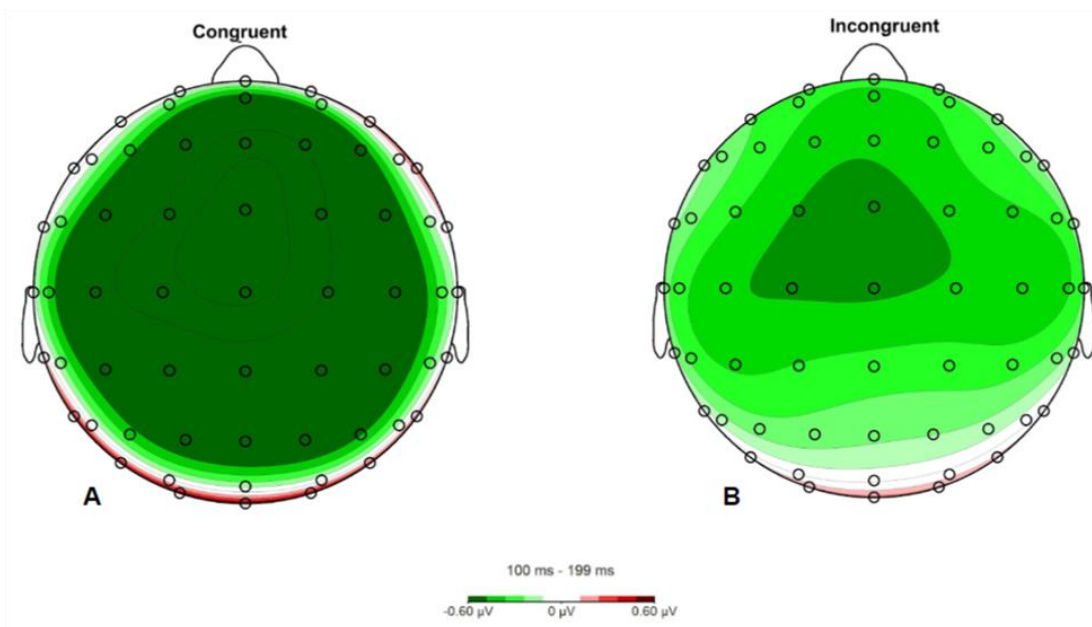 Congruent
Incongruent
A
B
100 ms - 199 ms
-0.60 µV 0 µV 0.60 µV